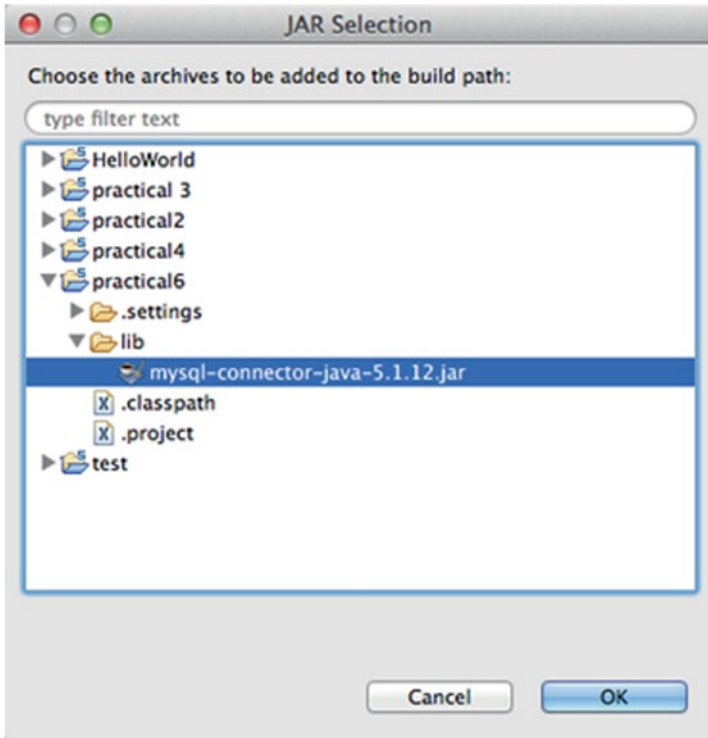 JAR Selection
Choose the archives to be added to the build path:
type filter text
HelloWorld
practical 3
practical2
practical4
practical6
.settings
lib
mysql-connector-java-5.1.12.jar
.classpath
.project
test
Cancel
OK